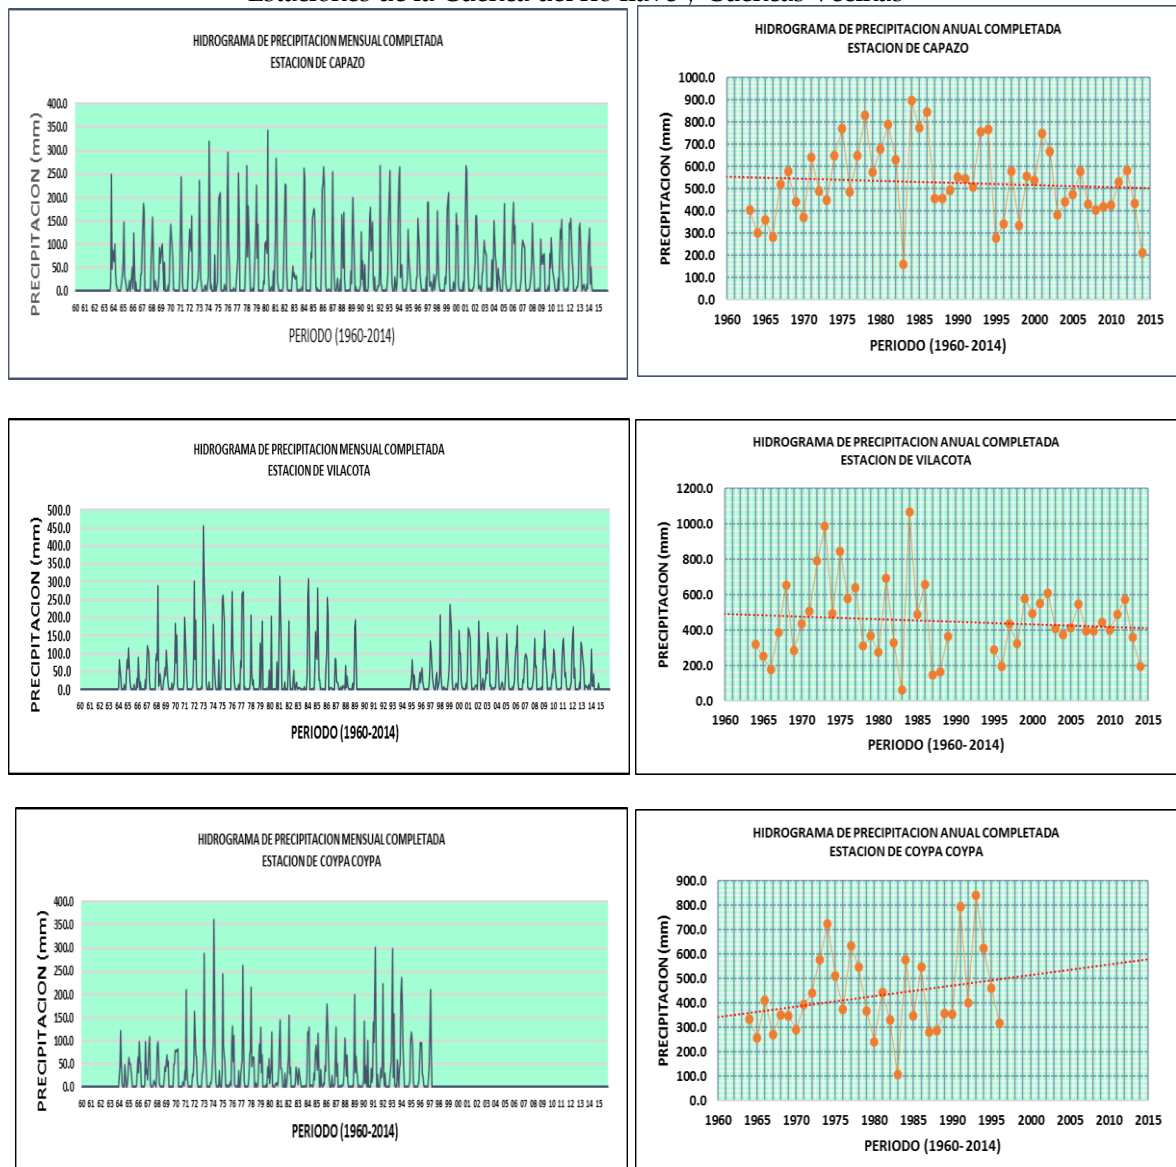 HIDROGRAMA DE PRECIPITACION MENSUAL COMPLETADA
ESTACION DE CAPAZO
PRECIPITACION (mm)
400.0
350.0
300.0
250.0
200.0
150.0
100.0
50.0
0.0
60 61 62 63 64 65 66 67 68 69 70 71 72 73 74 75 76 77 78 79 80 81 82 83 84 85 86 87 88 89 90 91 92 93 94 95 96 97 98 99 00 01 02 03 04 05 06 07 08 09 10 11 12 13 14 15
PERIODO (1960-2014)
HIDROGRAMA DE PRECIPITACION ANUAL COMPLETADA
ESTACION DE CAPAZO
PRECIPITACION (mm)
1000.0
900.0
800.0
700.0
600.0
500.0
400.0
300.0
200.0
100.0
0.0
1960 1965 1970 1975 1980 1985 1990 1995 2000 2005 2010 2015
PERIODO (1960- 2014)
HIDROGRAMA DE PRECIPITACION MENSUAL COMPLETADA
ESTACION DE VILACOTA
PRECIPITACION (mm)
500.0
450.0
400.0
350.0
300.0
250.0
200.0
150.0
100.0
50.0
0.0
60 61 62 63 64 65 66 67 68 69 70 71 72 73 74 75 76 77 78 79 80 81 82 83 84 85 86 87 88 89 90 91 92 93 94 95 96 97 98 99 00 01 02 03 04 05 06 07 08 09 10 11 12 13 14 15
PERIODO (1960-2014)
HIDROGRAMA DE PRECIPITACION ANUAL COMPLETADA
ESTACION DE VILACOTA
PRECIPITACION (mm)
1200.0
1000.0
800.0
600.0
400.0
200.0
0.0
1960 1965 1970 1975 1980 1985 1990 1995 2000 2005 2010 2015
PERIODO (1960- 2014)
HIDROGRAMA DE PRECIPITACION MENSUAL COMPLETADA
ESTACION DE COYPA COYPA
PRECIPITACION (mm)
400.0
350.0
300.0
250.0
200.0
150.0
100.0
50.0
0.0
60 61 62 63 64 65 66 67 68 69 70 71 72 73 74 75 76 77 78 79 80 81 82 83 84 85 86 87 88 89 90 91 92 93 94 95 96 97 98 99 00 01 02 03 04 05 06 07 08 09 10 11 12 13 14 15
PERIODO (1960-2014)
HIDROGRAMA DE PRECIPITACION ANUAL COMPLETADA
ESTACION DE COYPA COYPA
PRECIPITACION (mm)
900.0
800.0
700.0
600.0
500.0
400.0
300.0
200.0
100.0
0.0
1960 1965 1970 1975 1980 1985 1990 1995 2000 2005 2010 2015
PERIODO (1960- 2014)